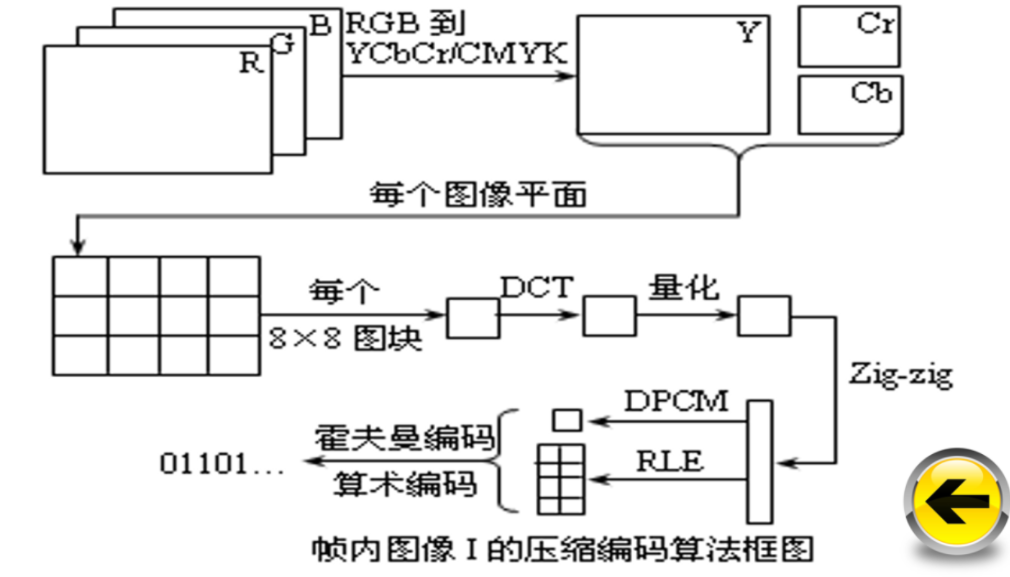 R
G
B
RGB 到
YCbCr/CMYK
Y
Cr
Cb
每个图像平面
每个
8×8 图块
DCT
量化
Zig-zig
DPCM
RLE
霍夫曼编码
算术编码
01101...
帧内图像 I 的压缩编码算法框图